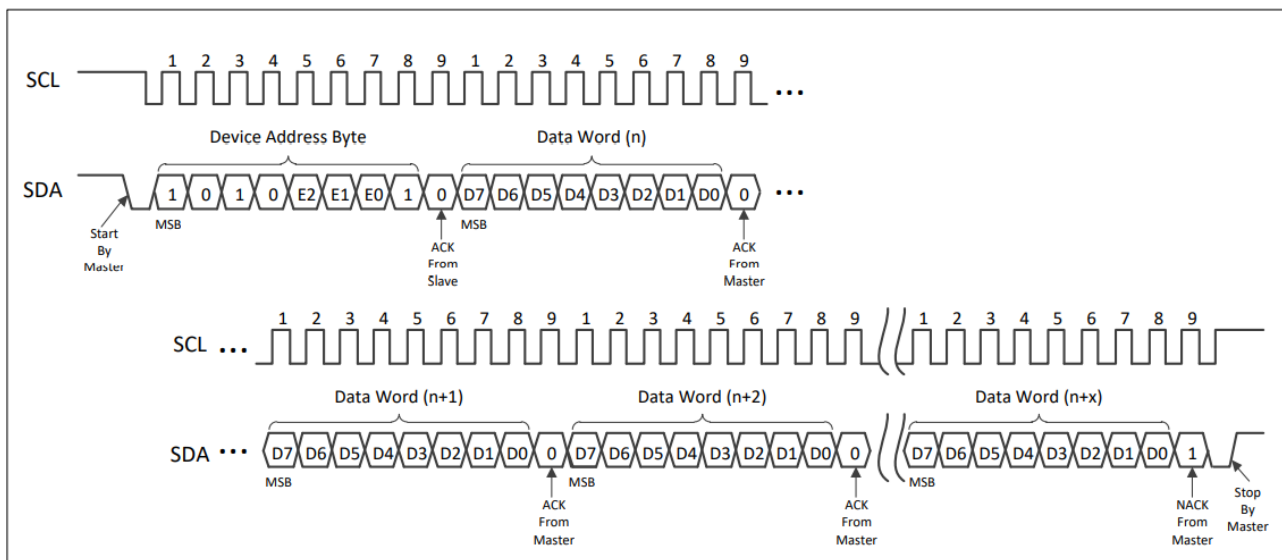 1 2 3 4 5 6 7 8 9 1 2 3 4 5 6 7 8 9
SCL
...
Device Address Byte Data Word (n)
SDA 1 0 1 0 E2 E1 E0 1 0 D7 D6 D5 D4 D3 D2 D1 D0 0 ...
MSB MSB
Start
By
Master
ACK
From
Slave
ACK
From
Master
1 2 3 4 5 6 7 8 9 1 2 3 4 5 6 7 8 9 1 2 3 4 5 6 7 8 9
SCL ...
Data Word (n+1) Data Word (n+2) Data Word (n+x)
SDA ... D7 D6 D5 D4 D3 D2 D1 D0 0 D7 D6 D5 D4 D3 D2 D1 D0 0 D7 D6 D5 D4 D3 D2 D1 D0 1
MSB MSB MSB
ACK
From
Master
ACK
From
Master
NACK
From
Master
Stop
By
Master